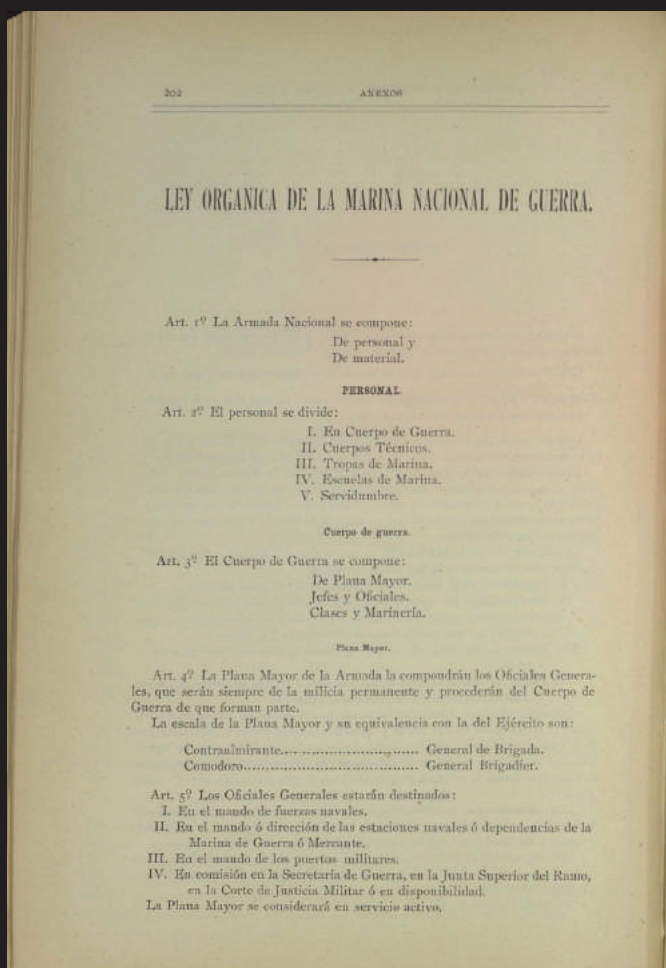 202
ANEXOS
LEY ORGANICA DE LA MARINA NACIONAL DE GUERRA.
Art. 1º La Armada Nacional se compone:
De personal y
De material.
PERSONAL.
Art. 2º El personal se divide:
I. En Cuerpo de Guerra.
II. Cuerpos Técnicos.
III. Tropas de Marina.
IV. Escuelas de Marina.
V. Servidumbre.
Cuerpo de guerra.
Art. 3º El Cuerpo de Guerra se compone:
De Plana Mayor.
Jefes y Oficiales.
Clases y Marinería.
Plana Mayor.
Art. 4º La Plana Mayor de la Armada la compondrán los Oficiales Genera-
les, que serán siempre de la milicia permanente y procederán del Cuerpo de
Guerra de que forman parte.
La escala de la Plana Mayor y su equivalencia con la del Ejército son:
Contraalmirante.............................. General de Brigada.
Comodoro...................................... General Brigadier.
Art. 5º Los Oficiales Generales estarán destinados:
I. En el mando de fuerzas navales.
II. En el mando ó dirección de las estaciones navales ó dependencias de la
Marina de Guerra ó Mercante.
III. En el mando de los puertos militares.
IV. En comisión en la Secretaría de Guerra, en la Junta Superior del Ramo,
en la Corte de Justicia Militar ó en disponibilidad.
La Plana Mayor se considerará en servicio activo.